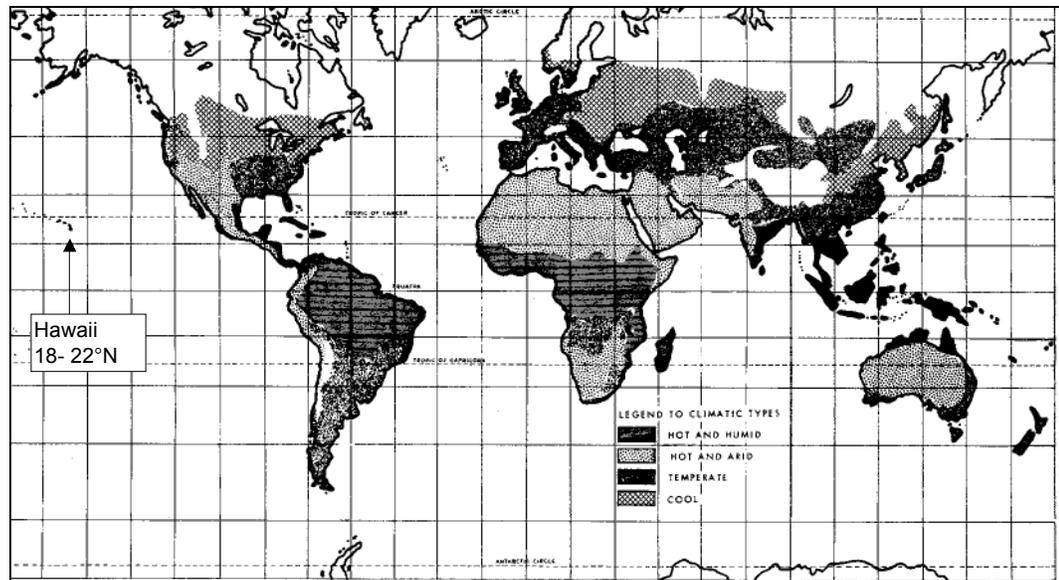 ARCTIC CIRCLE
TROPIC OF CANCER
Hawaii
18- 22°N
EQUATOR
TROPIC OF CAPRICORN
LEGEND TO CLIMATIC TYPES
HOT AND HUMID
HOT AND ARID
TEMPERATE
COOL
ANTARCTIC CIRCLE